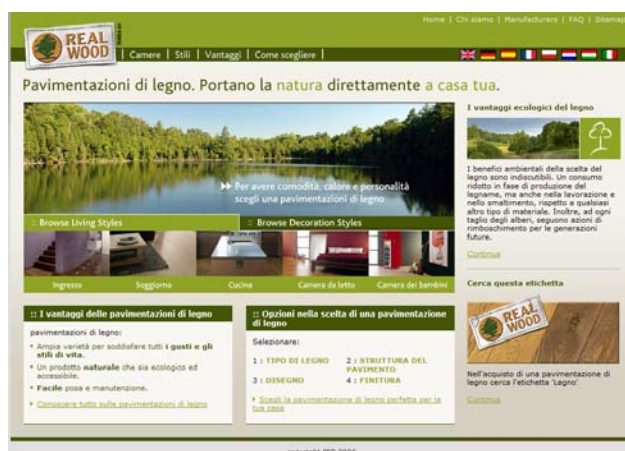 Home | Chi siamo | Manufacturers | FAQ | Sitemap
REAL
WOOD
Camere | Stili | Vantaggi | Come scegliere |
Pavimentazioni di legno. Portano la natura direttamente a casa tua.
Per avere comodità, calore e personalità
scegli una pavimentazioni di legno
:: Browse Living Styles
:: Browse Decoration Styles
Ingresso
Soggiorno
Cucina
Camera da letto
Camera dei bambini
:: I vantaggi delle pavimentazioni di legno
pavimentazioni di legno:
Ampia varietà per soddisfare tutti i gusti e gli
stili di vita.
Un prodotto naturale che sia ecologico ed
accessibile.
Facile posa e manutenzione.
Conoscere tutto sulle pavimentazioni di legno
:: Opzioni nella scelta di una pavimentazione
di legno
Selezionare:
1 : TIPO DI LEGNO
2 : STRUTTURA DEL
PAVIMENTO
3 : DISEGNO
4 : FINITURA
Scegli la pavimentazione di legno perfetta per la
tua casa
I vantaggi ecologici del legno
I benefici ambientali della scelta del
legno sono indiscutibili. Un consumo
ridotto in fase di produzione del
legname, ma anche nella lavorazione e
nello smaltimento, rispetto a qualsiasi
altro tipo di materiale. Inoltre, ad ogni
taglio degli alberi, seguono azioni di
rimboschimento per le generazioni
future.
Continua
Cerca questa etichetta
REAL
WOOD
Nell'acquisto di una pavimentazione di
legno cerca l'etichetta 'Legno'
Continua